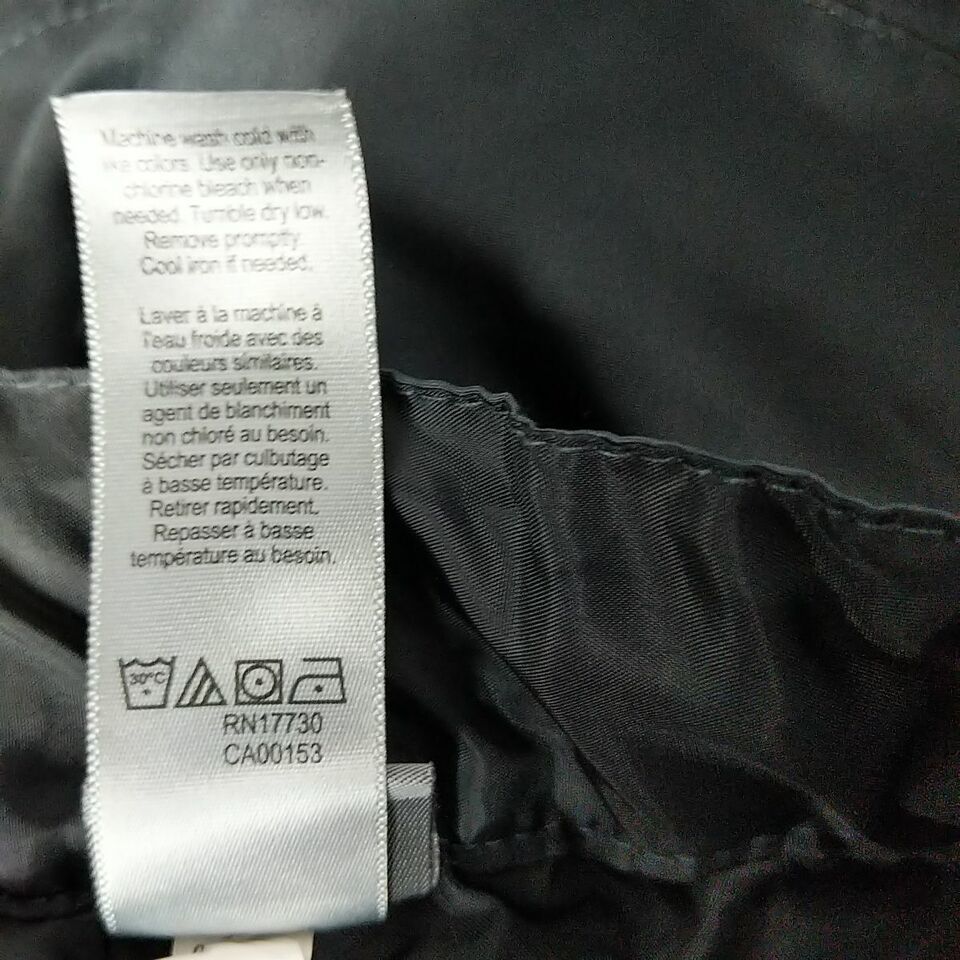 Machine wash cold with
like colors. Use only non-
chlorine bleach when
needed. Tumble dry low.
Remove promptly.
Cool iron if needed.
Laver à la machine à
l'eau froide avec des
couleurs similaires.
Utiliser seulement un
agent de blanchiment
non chloré au besoin.
Sécher par culbutage
à basse température.
Retirer rapidement.
Repasser à basse
température au besoin.
30°C
RN17730
CA00153